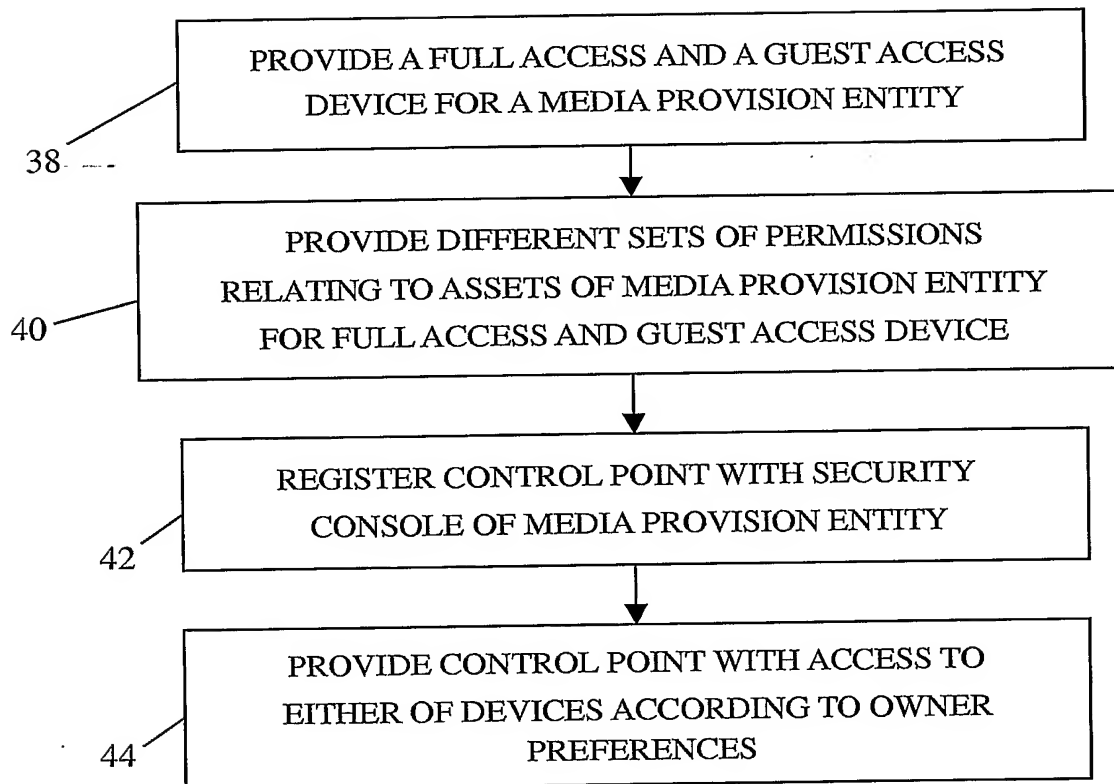 PROVIDE A FULL ACCESS AND A GUEST ACCESS
DEVICE FOR A MEDIA PROVISION ENTITY
38
PROVIDE DIFFERENT SETS OF PERMISSIONS
RELATING TO ASSETS OF MEDIA PROVISION ENTITY
FOR FULL ACCESS AND GUEST ACCESS DEVICE
40
REGISTER CONTROL POINT WITH SECURITY
CONSOLE OF MEDIA PROVISION ENTITY
42
PROVIDE CONTROL POINT WITH ACCESS TO
EITHER OF DEVICES ACCORDING TO OWNER
PREFERENCES
44